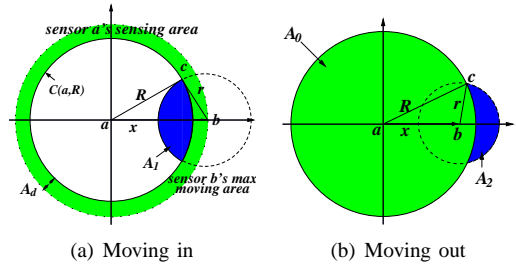 sensor a's sensing area
C(a,R)
c
R
r
a
x
b
A1
Ad
sensor b's max
moving area
(a) Moving in
A0
c
R
r
a
x
b
A2
(b) Moving out